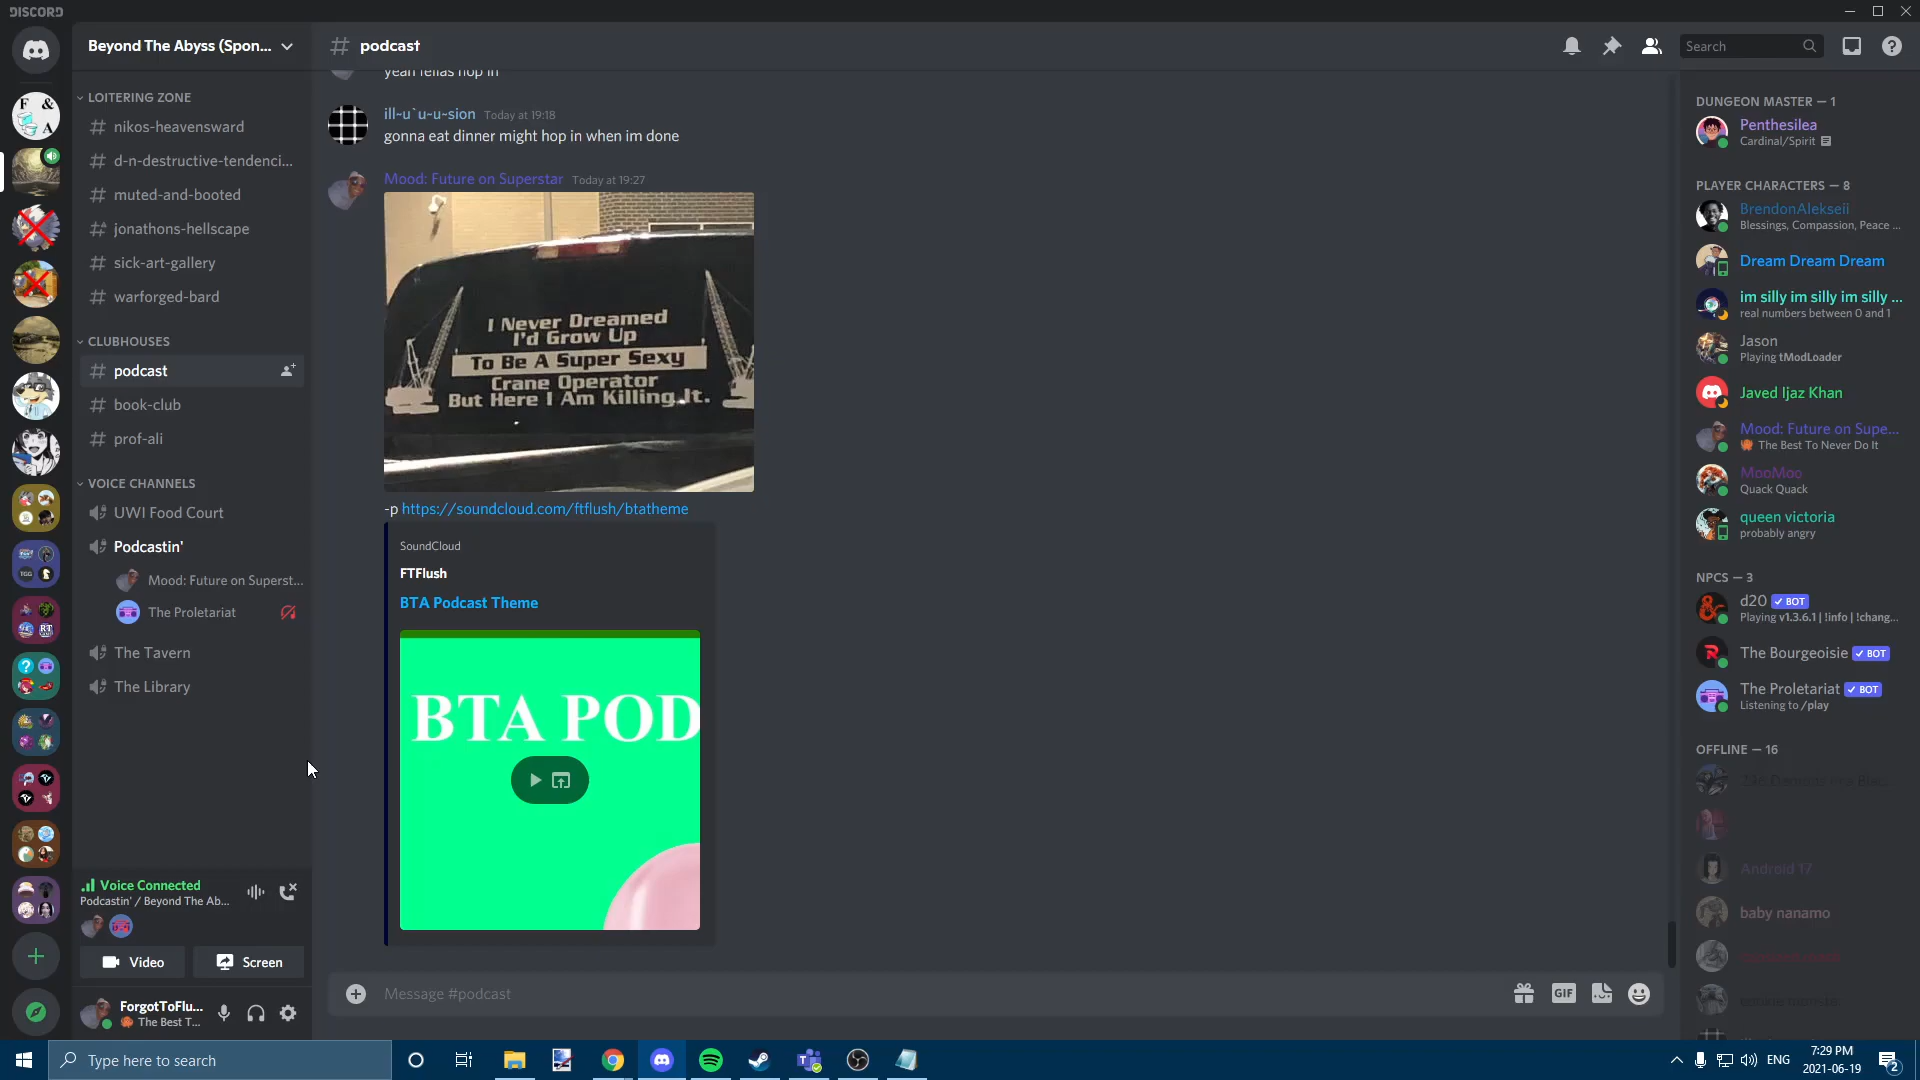 DISCORD
Beyond The Abyss (Spon...
LOITERING ZONE
nikos-heavensward
d-n-destructive-tendenci...
muted-and-booted
jonathons-hellscape
sick-art-gallery
warforged-bard
CLUBHOUSES
podcast
book-club
prof-ali
VOICE CHANNELS
UWI Food Court
Podcastin'
Mood: Future on Superst...
The Proletariat
The Tavern
The Library
Voice Connected
Podcastin' / Beyond The Ab...
Video
Screen
ForgotToFlu...
The Best T...
podcast
Search
yeah fellas hop in
ill~u`u-u-sion Today at 19:18
gonna eat dinner might hop in when im done
Mood: Future on Superstar Today at 19:27
I Never Dreamed
I'd Grow Up
To Be A Super Sexy
Crane Operator
But Here I Am Killing It.
-p https://soundcloud.com/ftflush/btatheme
SoundCloud
FTFlush
BTA Podcast Theme
BTA POD
Message #podcast
GIF
DUNGEON MASTER — 1
Penthesilea
Cardinal/Spirit
PLAYER CHARACTERS — 8
BrendonAlekseii
Blessings, Compassion, Peace ...
Dream Dream Dream
im silly im silly im silly ...
real numbers between 0 and 1
Jason
Playing tModLoader
Javed Ijaz Khan
Mood: Future on Supe...
The Best To Never Do It
MooMoo
Quack Quack
queen victoria
probably angry
NPCS — 3
d20 BOT
Playing v1.3.6.1 | !info | !chang...
The Bourgeoisie BOT
The Proletariat BOT
Listening to /play
OFFLINE — 16
Android 17
baby nanamo
Type here to search
ENG
7:29 PM
2021-06-19
2